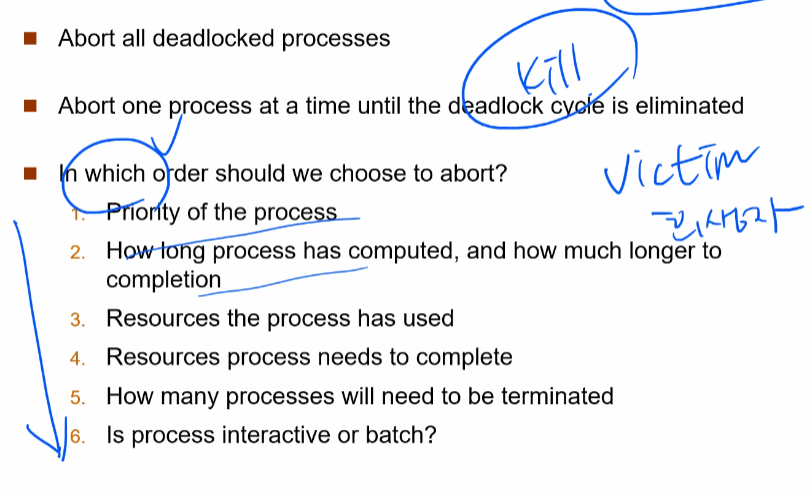 Abort all deadlocked processes
Kill
Abort one process at a time until the deadlock cycle is eliminated
In which order should we choose to abort?
victim
희생자
1. Priority of the process
2. How long process has computed, and how much longer to
completion
3. Resources the process has used
4. Resources process needs to complete
5. How many processes will need to be terminated
6. Is process interactive or batch?